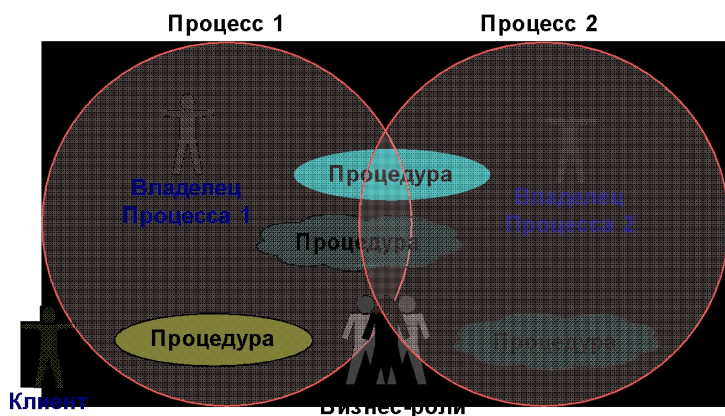 Процесс 1
Процесс 2
Процедура
Владелец
Процесса 1
Владелец
Процесса 2
Процедура
Процедура
Процедура
Клиент
Бизнес-роли